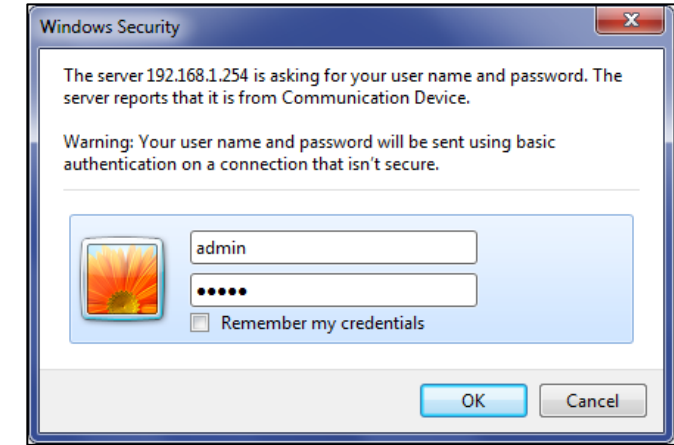 Windows Security
The server 192.168.1.254 is asking for your user name and password. The
server reports that it is from Communication Device.
Warning: Your user name and password will be sent using basic
authentication on a connection that isn't secure.
admin
●●●●●
Remember my credentials
OK
Cancel